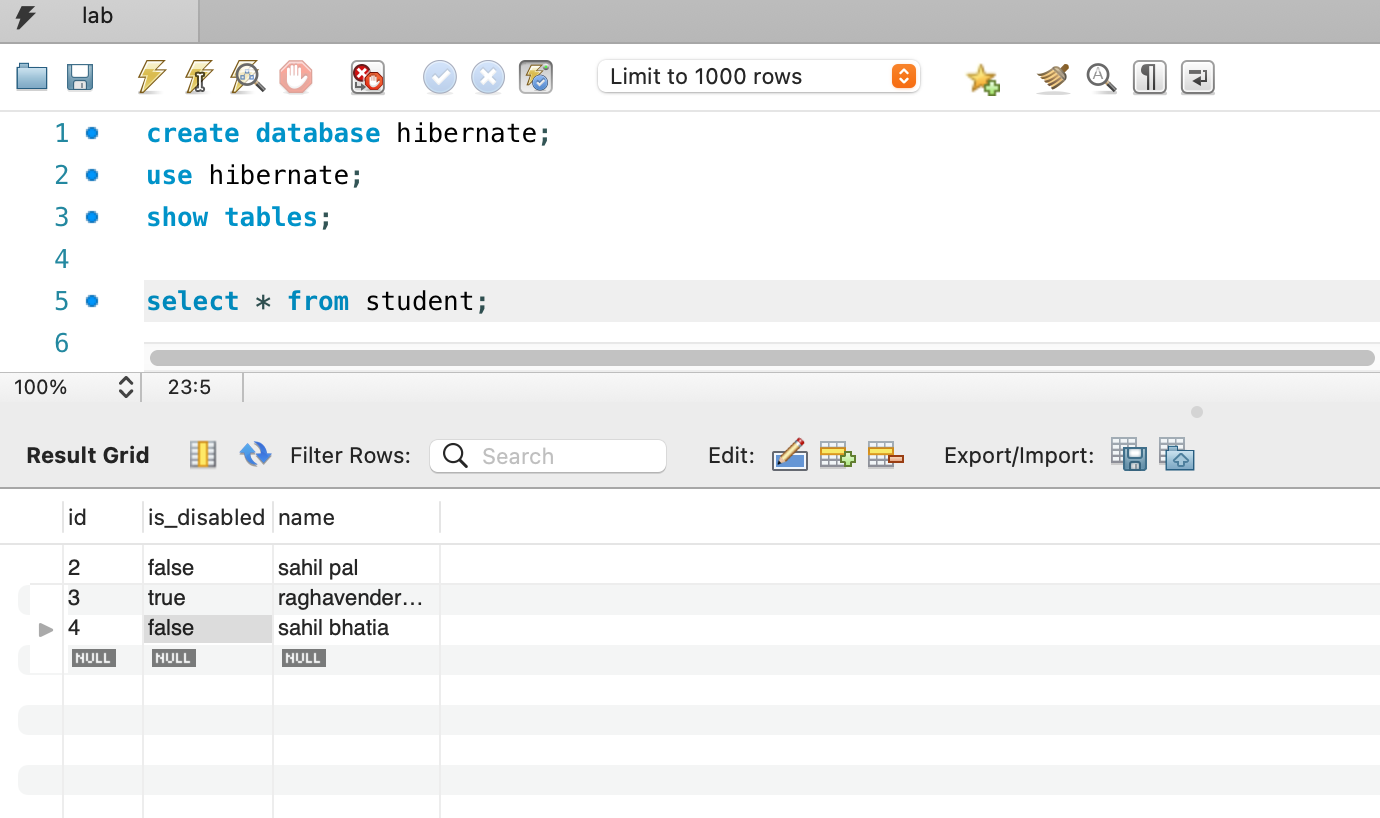 lab
Limit to 1000 rows
1 create database hibernate;
2 use hibernate;
3 show tables;
4
5 select * from student;
6
100% 23:5
Result Grid Filter Rows: Search Edit: Export/Import:
id is_disabled name
2 false sahil pal
3 true raghavender...
4 false sahil bhatia
NULL NULL NULL